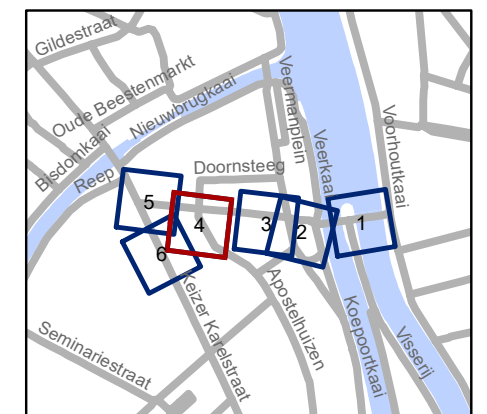 Gildestraat
Oude Beestenmarkt
Nieuwbrugkaai
Bisdomkaai
Reep
Veermanplein
Veerkaa
Voorhoutkaai
Doornsteeg
5
4
3
2
1
6
Keizer Karelstraat
Apostelhuizen
Koepoortkaai
Visserij
Seminariestraat